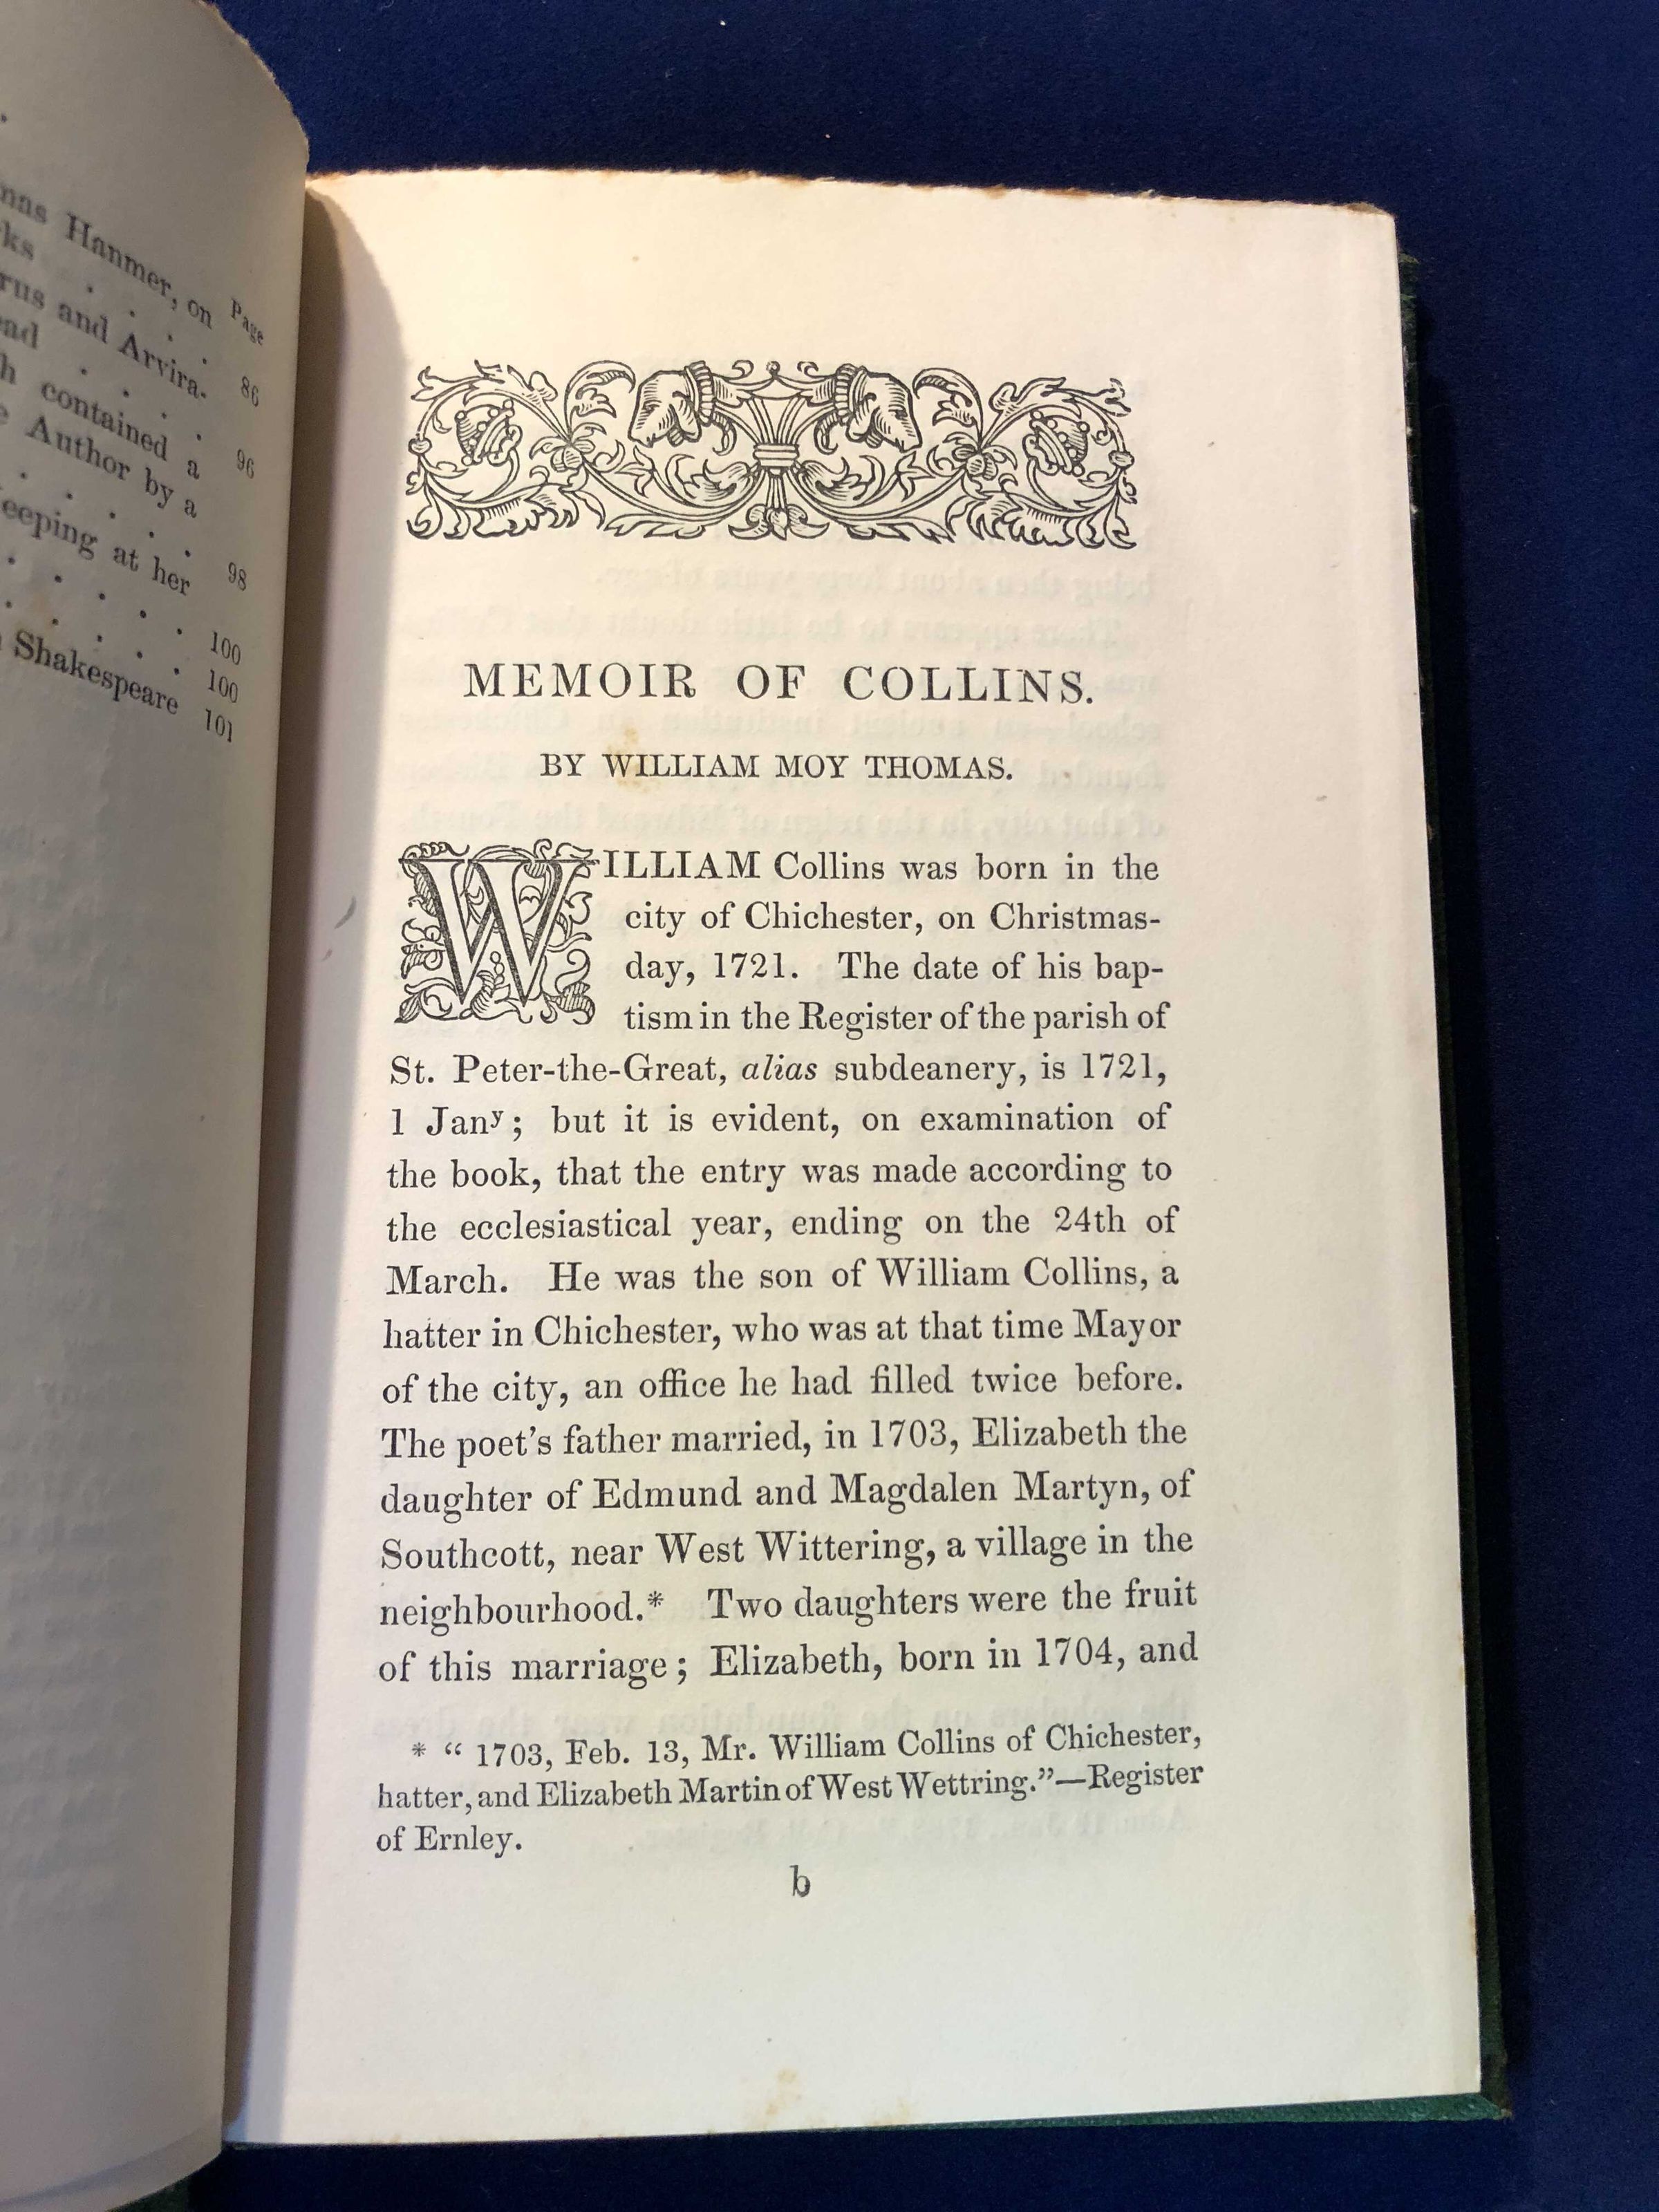 mas Hanmer, on
Page
ks . . . . 86
rus and Arvira-
ead . . . . 96
h contained a
e Author by a
. . . . . 98
eeping at her
. . . . . 100
. . . . . 100
Shakespeare 101
MEMOIR OF COLLINS.
BY WILLIAM MOY THOMAS.
WILLIAM Collins was born in the
city of Chichester, on Christmas-
day, 1721. The date of his bap-
tism in the Register of the parish of
St. Peter-the-Great, alias subdeanery, is 1721,
1 Janʸ; but it is evident, on examination of
the book, that the entry was made according to
the ecclesiastical year, ending on the 24th of
March. He was the son of William Collins, a
hatter in Chichester, who was at that time Mayor
of the city, an office he had filled twice before.
The poet's father married, in 1703, Elizabeth the
daughter of Edmund and Magdalen Martyn, of
Southcott, near West Wittering, a village in the
neighbourhood.* Two daughters were the fruit
of this marriage; Elizabeth, born in 1704, and
* “ 1703, Feb. 13, Mr. William Collins of Chichester,
hatter, and Elizabeth Martin of West Wettring.”—Register
of Ernley.
b